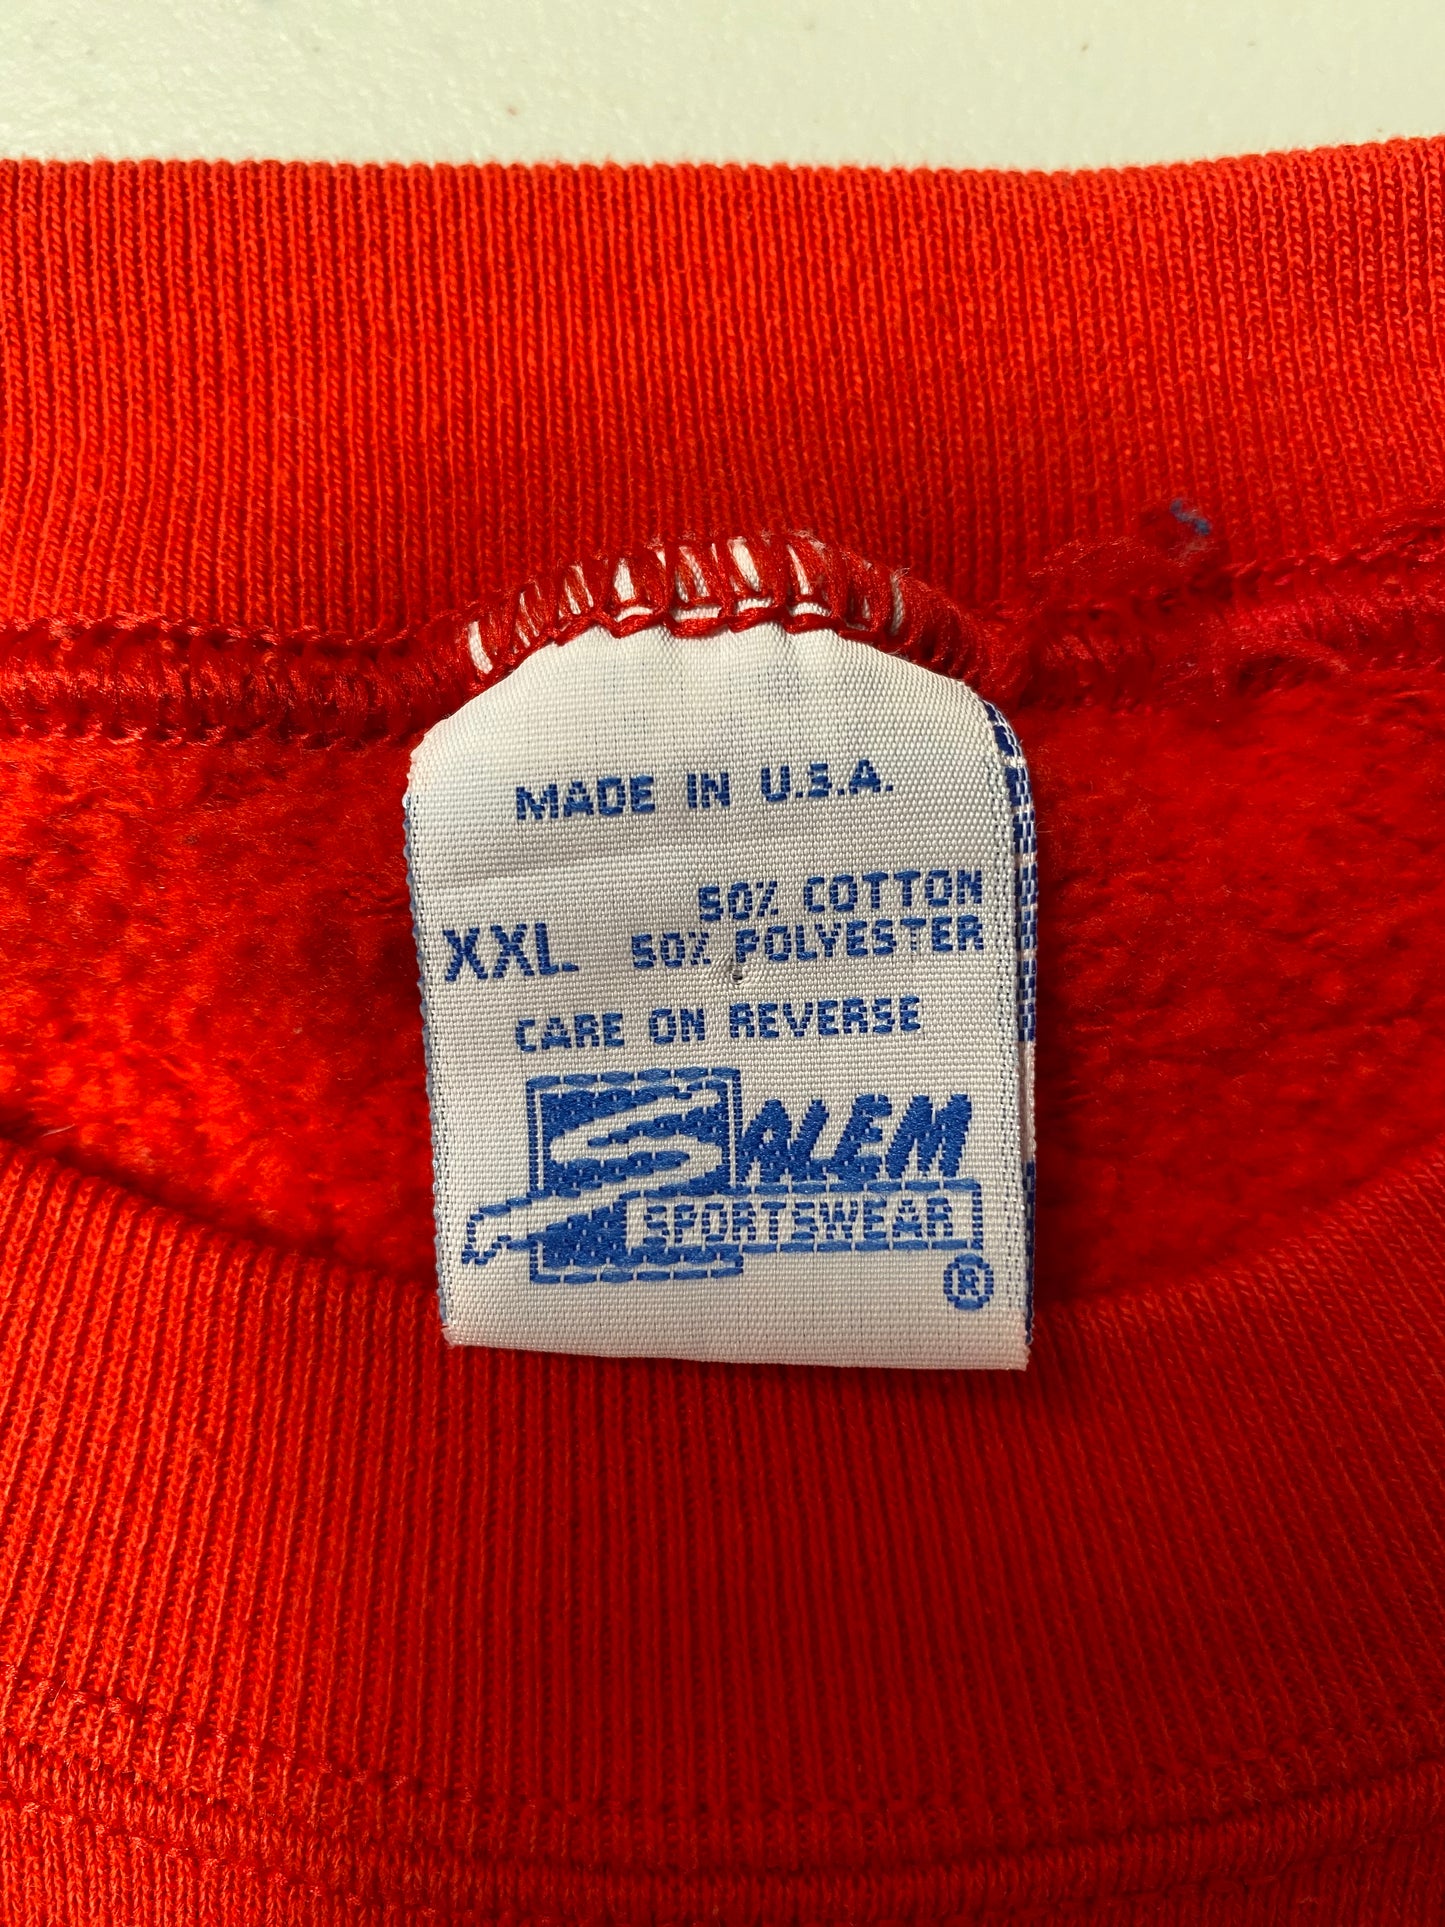 MADE IN U.S.A.
50% COTTON
XXL 50% POLYESTER
CARE ON REVERSE
SALEM
SPORTSWEAR
®